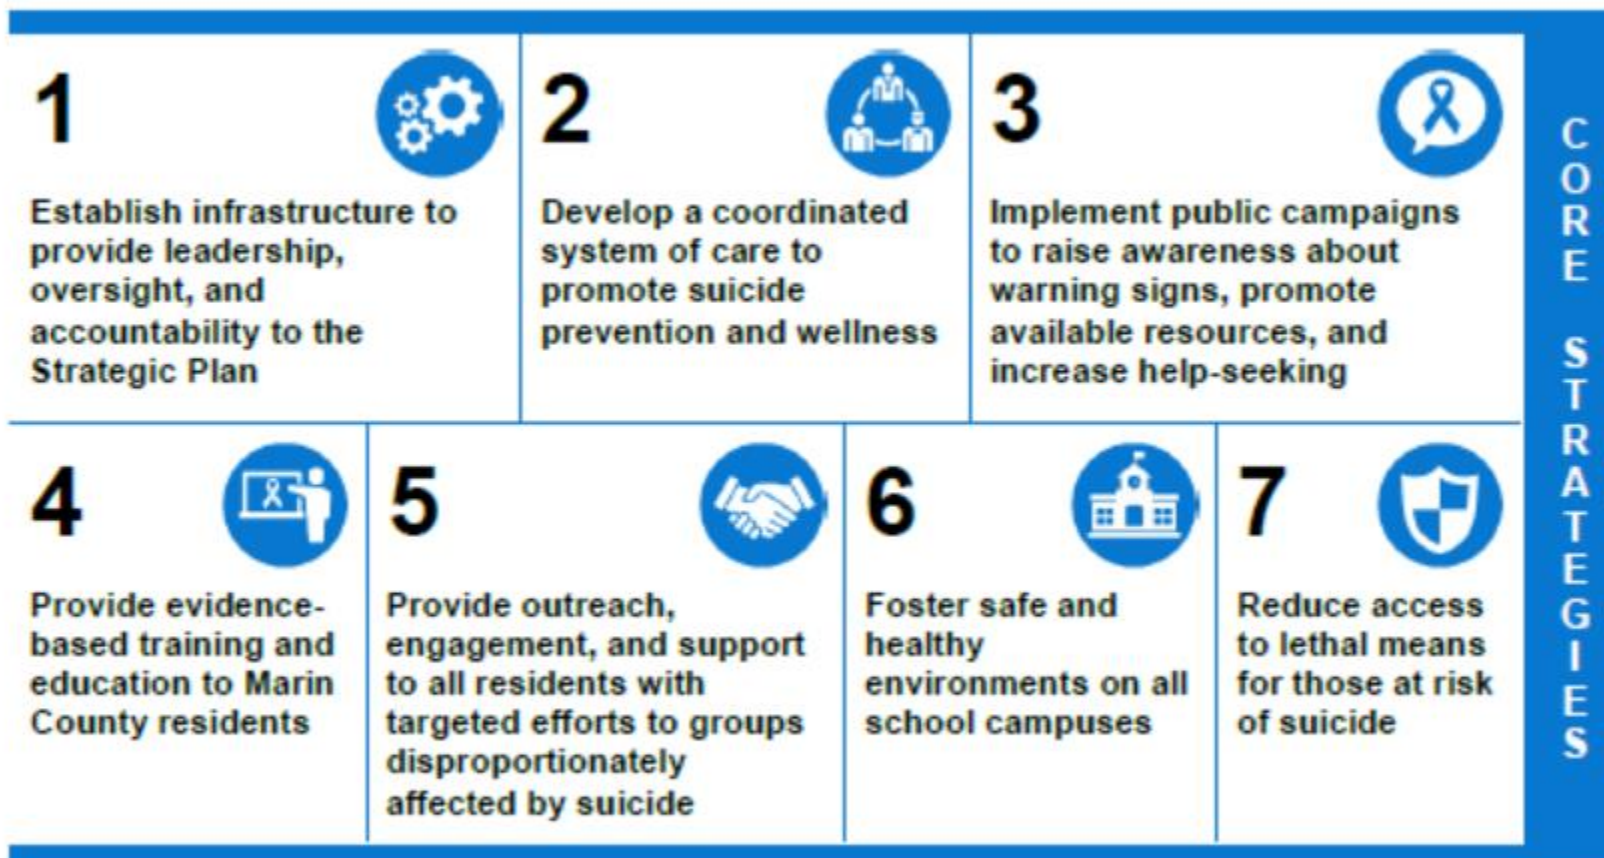 1
Establish infrastructure to
provide leadership,
oversight, and
accountability to the
Strategic Plan
2
Develop a coordinated
system of care to
promote suicide
prevention and wellness
3
Implement public campaigns
to raise awareness about
warning signs, promote
available resources, and
increase help-seeking
4
Provide evidence-
based training and
education to Marin
County residents
5
Provide outreach,
engagement, and support
to all residents with
targeted efforts to groups
disproportionately
affected by suicide
6
Foster safe and
healthy
environments on all
school campuses
7
Reduce access
to lethal means
for those at risk
of suicide
CORE STRATEGIES